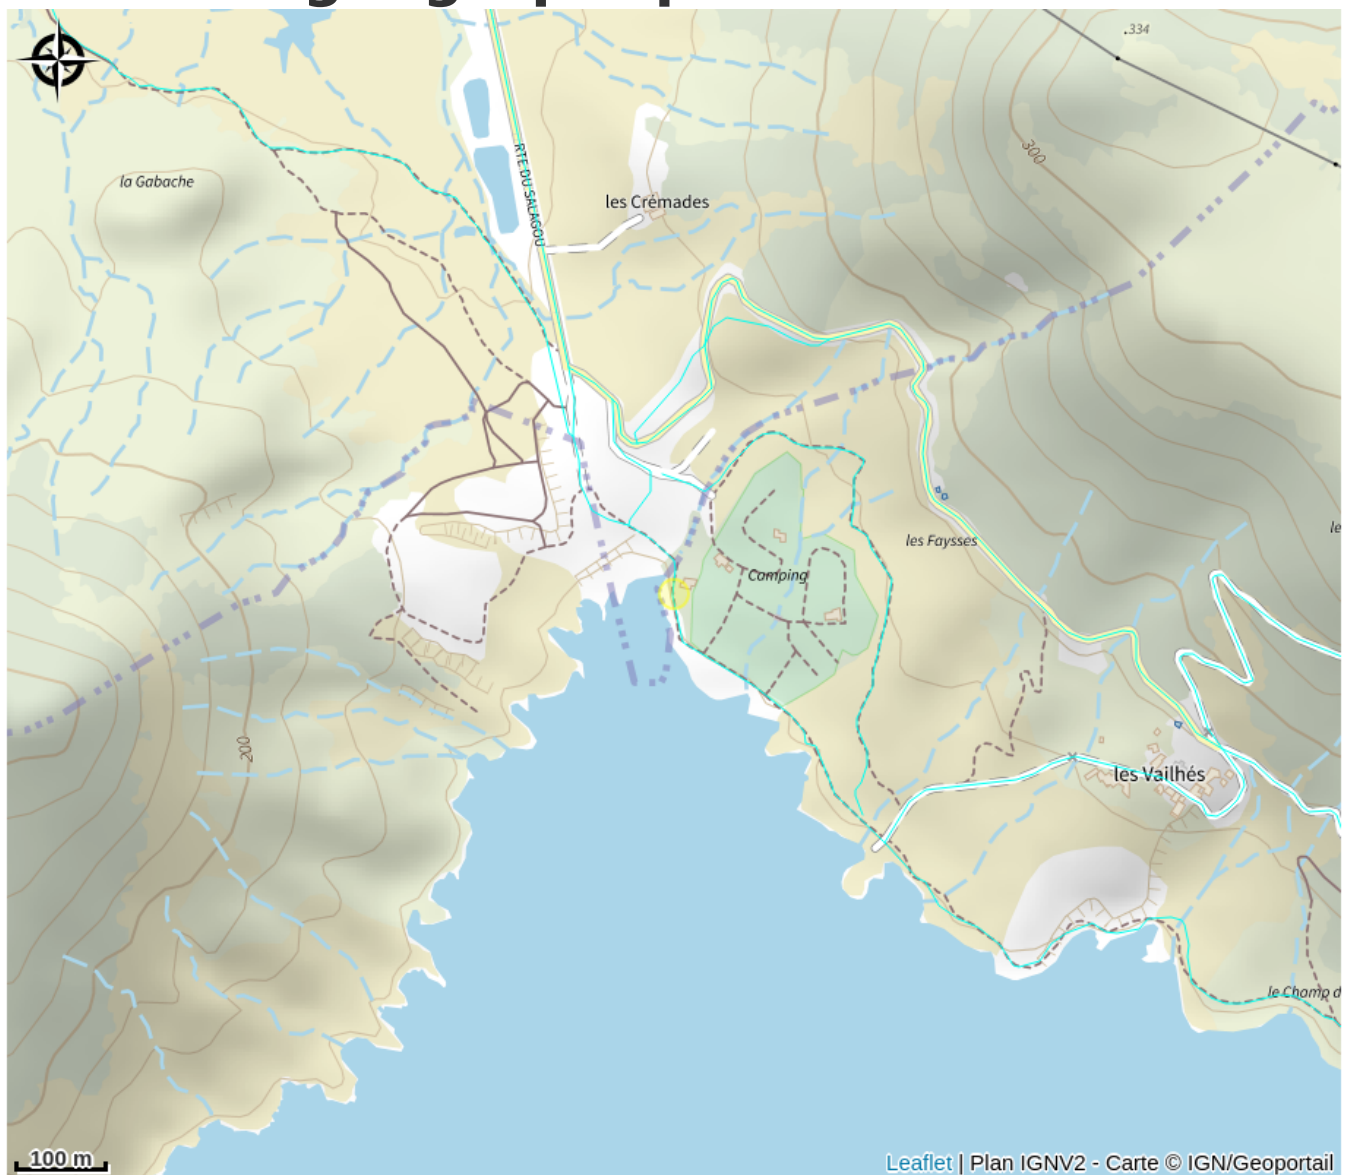 .334
300
RTE DU SALAGOU
la Gabache
les Crémades
les Faysses
Camping
200
les Vailhés
le Champ d
100 m
Leaflet | Plan IGNV2 - Carte © IGN/Geoportail